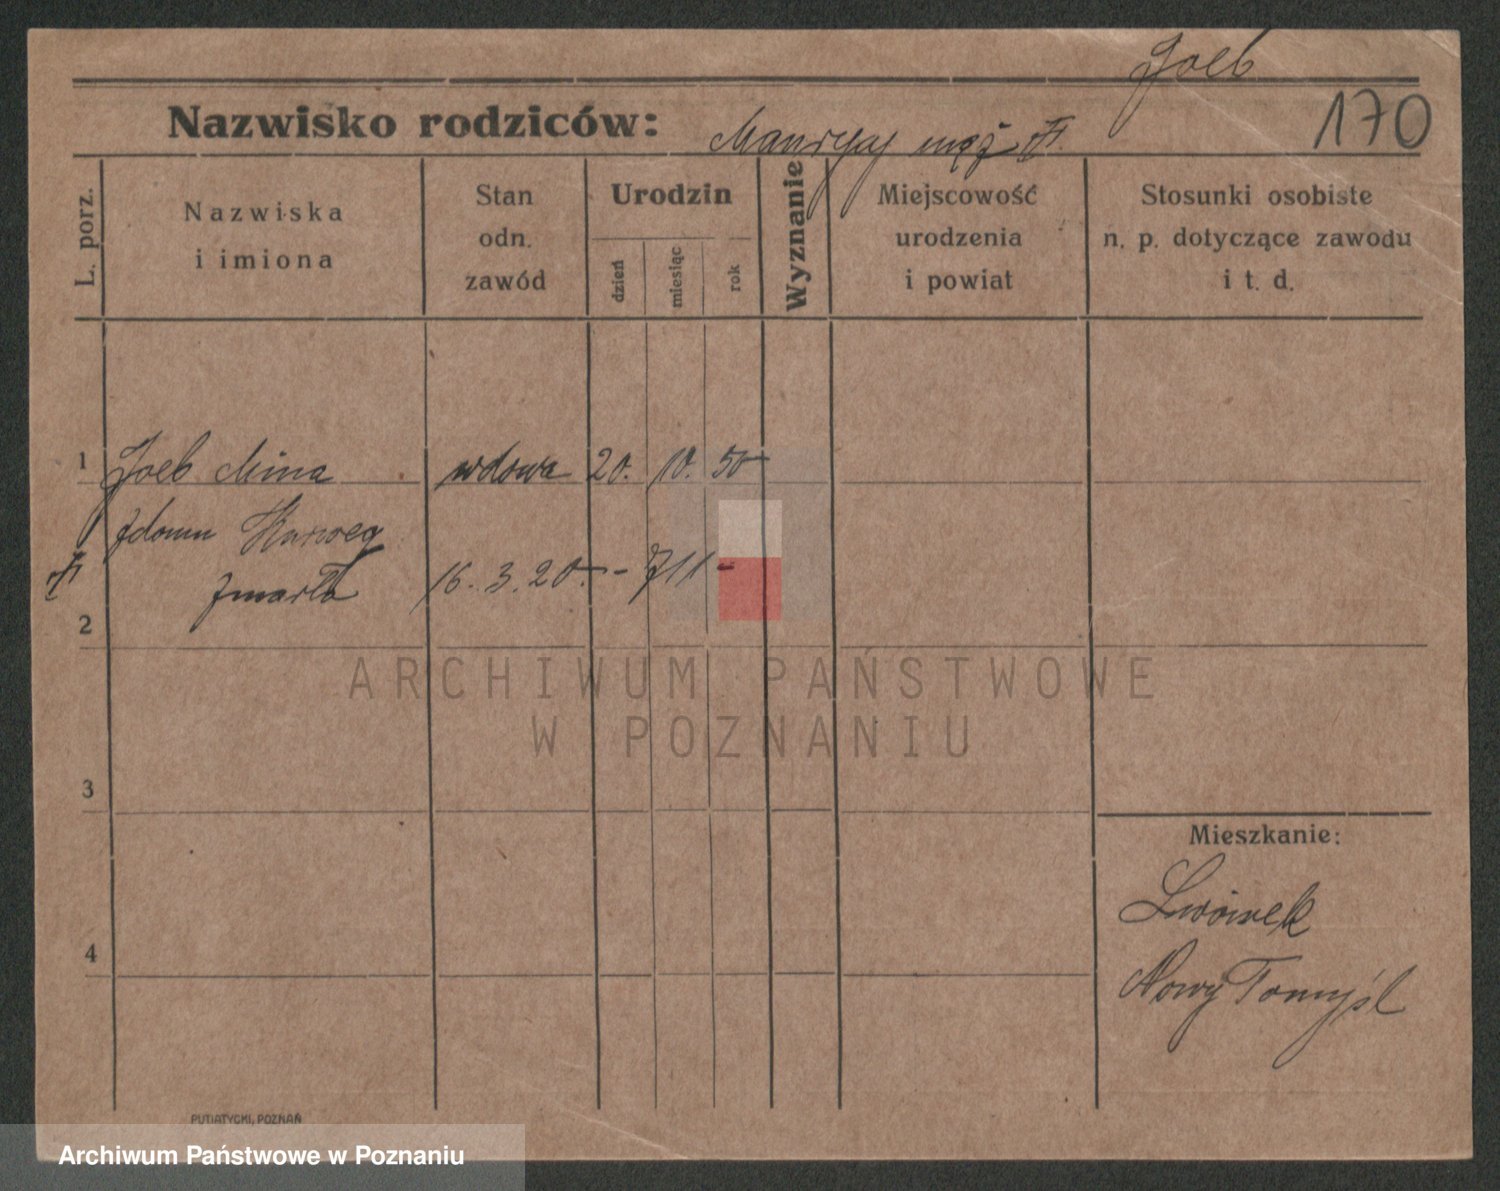 Joeb
170
Nazwisko rodziców: Maurycy mąż
L. porz.
Nazwiska
i imiona
Stan
odn.
zawód
Urodzin
dzień
miesiąc
rok
Wyznanie
Miejscowość
urodzenia
i powiat
Stosunki osobiste
n. p. dotyczące zawodu
i t. d.
1 Joeb Mina wdowa 20. 10. 50
zdomu
zmarła 16. 3. 20. - 711 -
2
ARCHIWUM PAŃSTWOWE
W POZNANIU
3
Mieszkanie:
Lwówek
4
Nowy Tomyśl
PUTIATYCKI, POZNAŃ
Archiwum Państwowe w Poznaniu